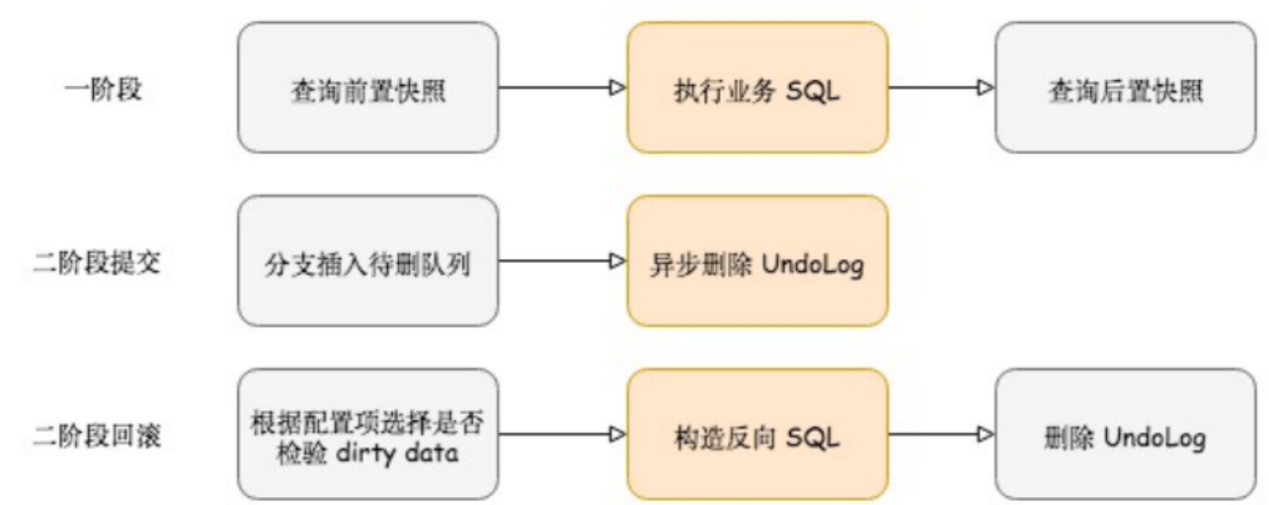 一阶段
查询前置快照
执行业务 SQL
查询后置快照
二阶段提交
分支插入待删队列
异步删除 UndoLog
二阶段回滚
根据配置项选择是否
检验 dirty data
构造反向 SQL
删除 UndoLog